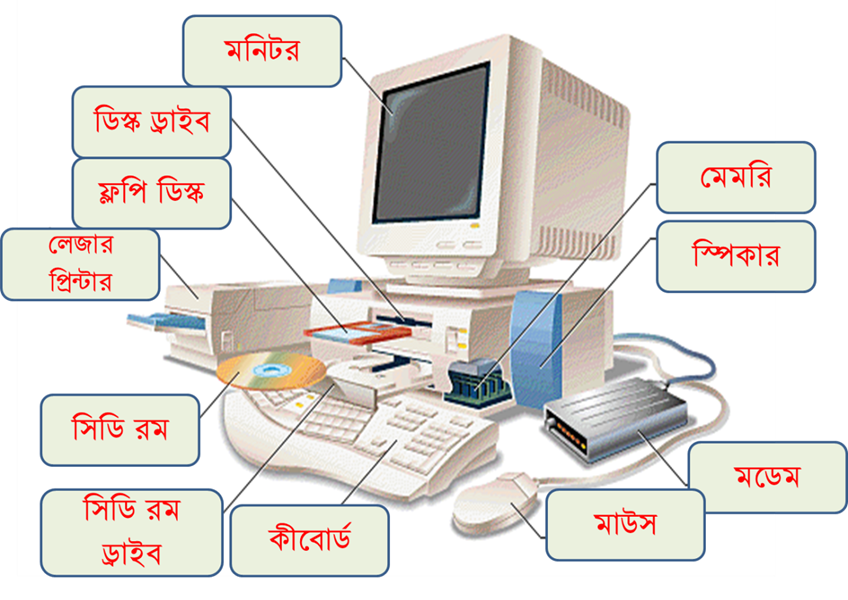 মনিটর
ডিস্ক ড্রাইব
ফ্লপি ডিস্ক
লেজার
প্রিন্টার
মেমরি
স্পিকার
সিডি রম
সিডি রম
ড্রাইব
কীবোর্ড
মাউস
মডেম